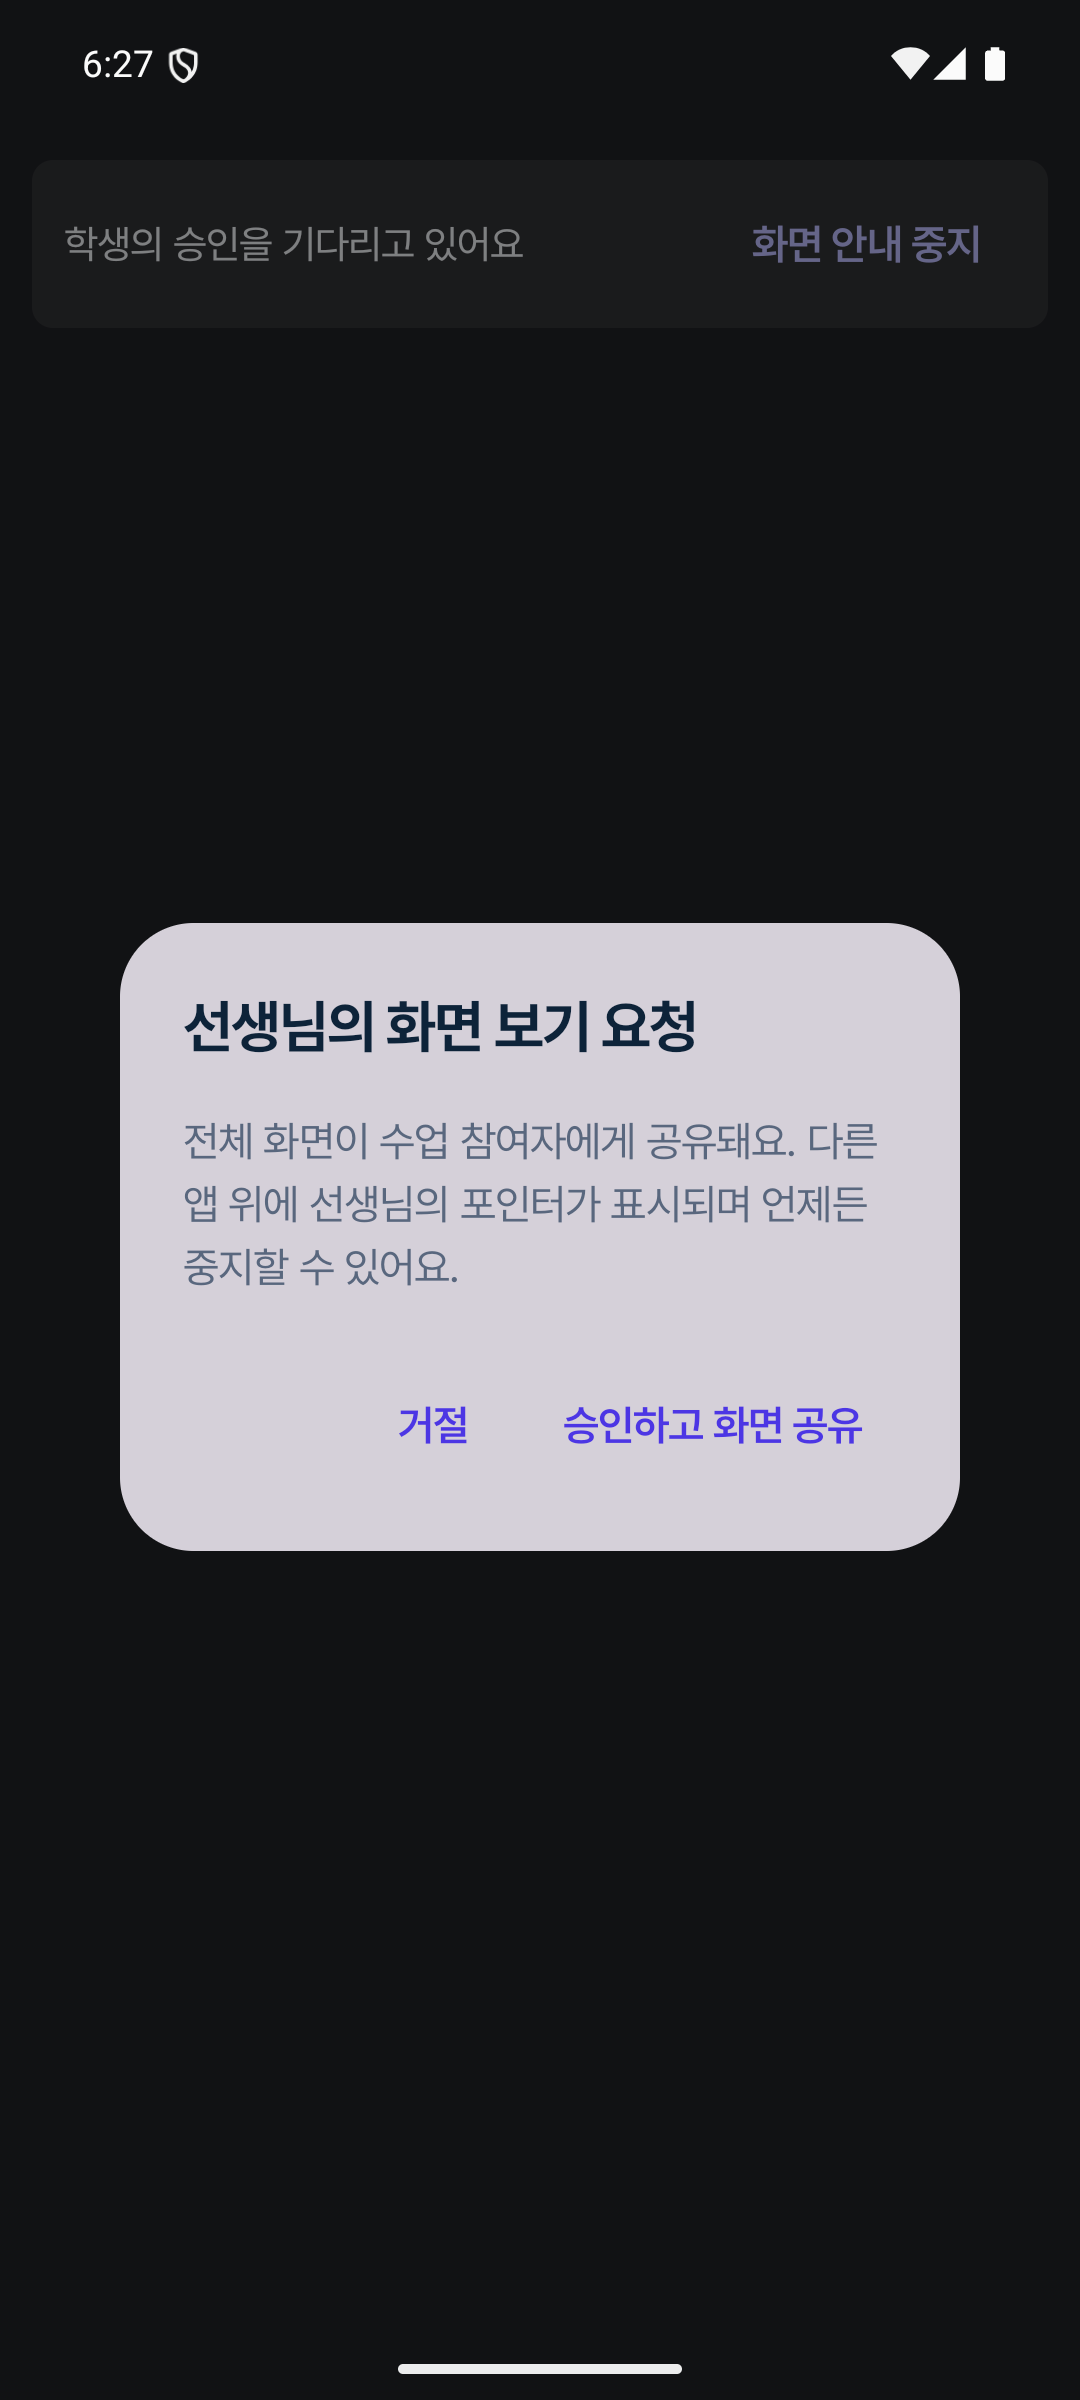 6:27
학생의 승인을 기다리고 있어요
화면 안내 중지
선생님의 화면 보기 요청
전체 화면이 수업 참여자에게 공유돼요. 다른
앱 위에 선생님의 포인터가 표시되며 언제든
중지할 수 있어요.
거절
승인하고 화면 공유